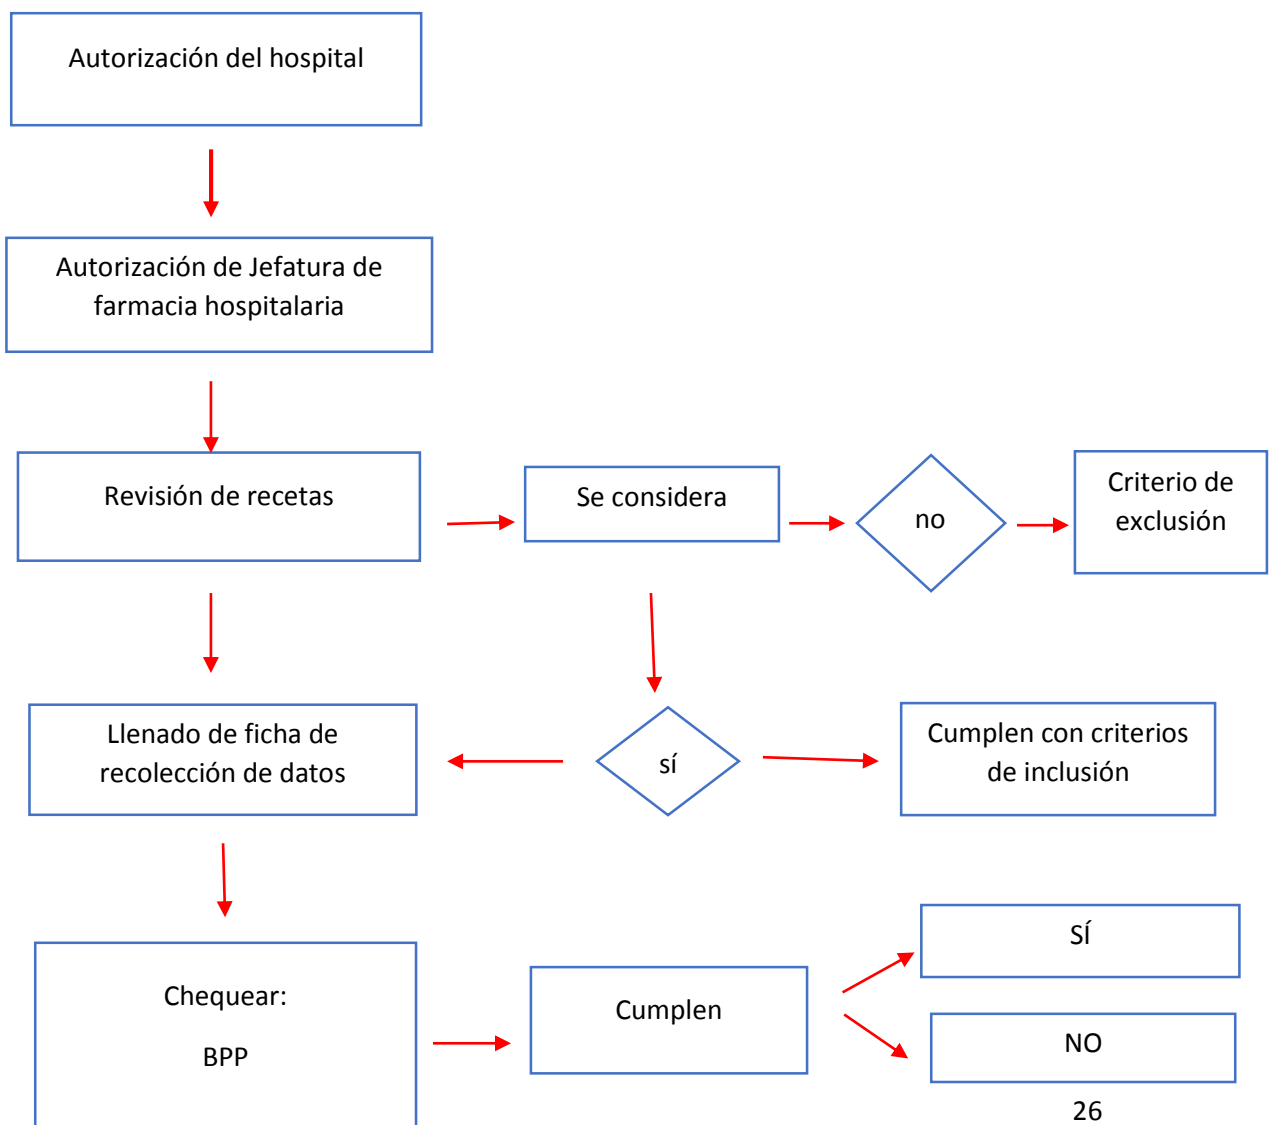 Autorización del hospital
Autorización de Jefatura de
farmacia hospitalaria
Revisión de recetas
Se considera
no
Criterio de
exclusión
Llenado de ficha de
recolección de datos
sí
Cumplen con criterios
de inclusión
Chequear:
BPP
Cumplen
SÍ
NO
26